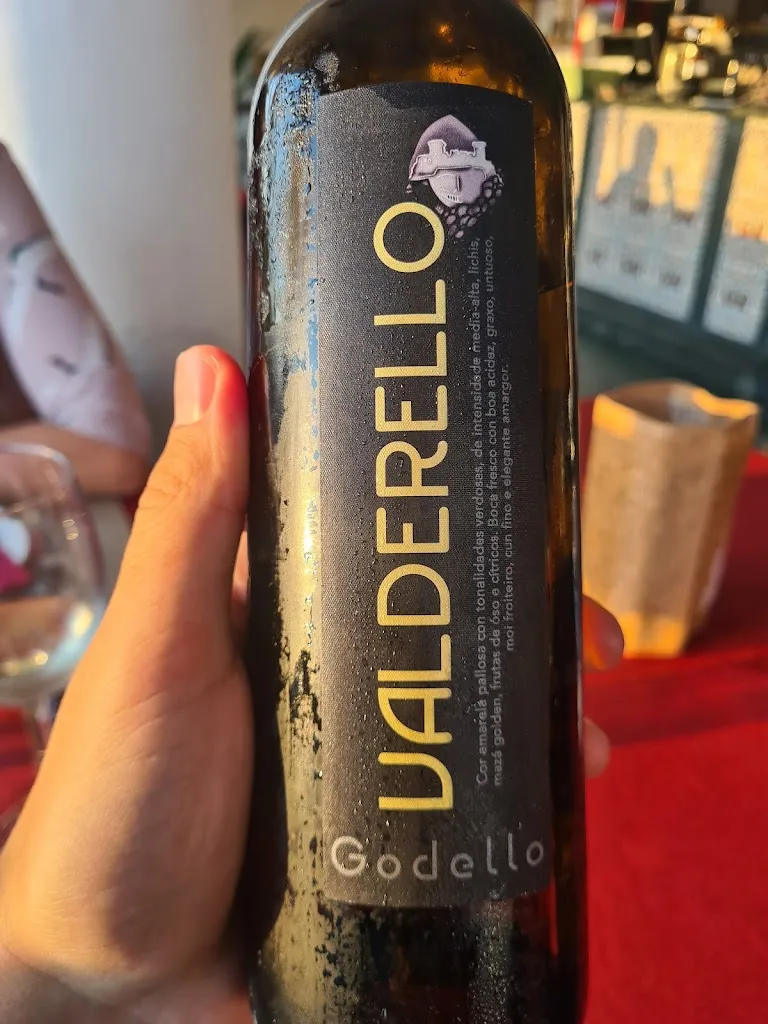 VALDERELLO
Cor amarela pallosa con tonalidades verdosas, de intensidade media-alta, lichis,
mazá golden, frutas de óso e cítricos. Boca fresco con boa acidez, graxo, untuoso,
moi froiteiro, cun fino e elegante amargor.
Godello